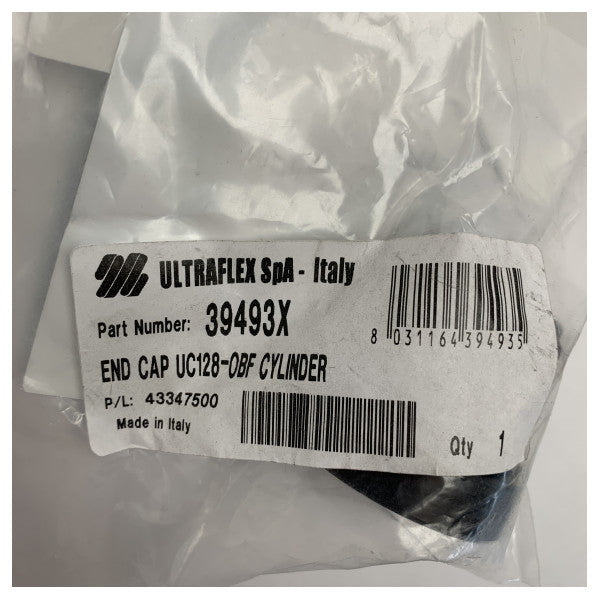 ULTRAFLEX SpA - Italy
Part Number: 39493X
8 031164 394935
END CAP UC128-OBF CYLINDER
P/L: 43347500
Made in Italy
Qty 1